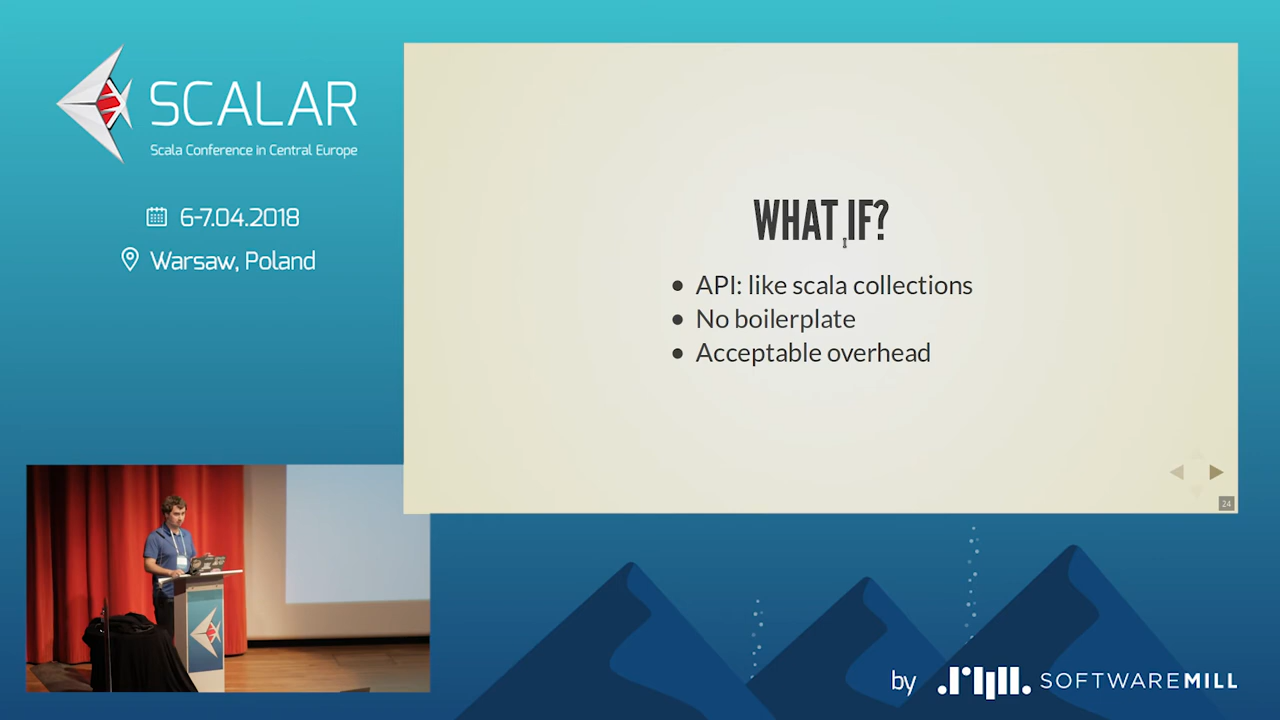 SCALAR
Scala Conference in Central Europe
6-7.04.2018
Warsaw, Poland
WHAT IF?
• API: like scala collections
• No boilerplate
• Acceptable overhead
24
by SOFTWAREMILL